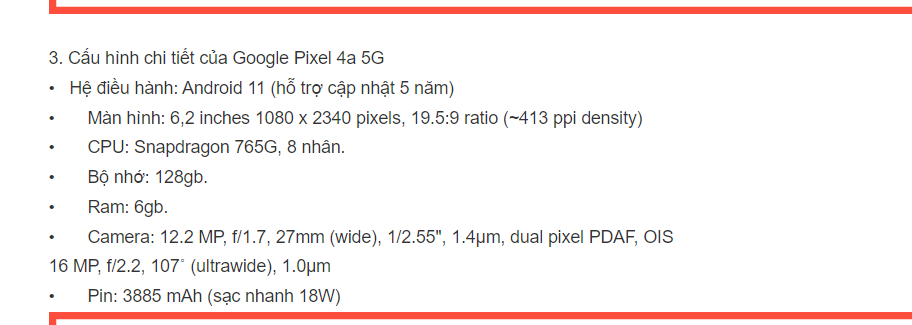 3. Cấu hình chi tiết của Google Pixel 4a 5G
• Hệ điều hành: Android 11 (hỗ trợ cập nhật 5 năm)
• Màn hình: 6,2 inches 1080 x 2340 pixels, 19.5:9 ratio (~413 ppi density)
• CPU: Snapdragon 765G, 8 nhân.
• Bộ nhớ: 128gb.
• Ram: 6gb.
• Camera: 12.2 MP, f/1.7, 27mm (wide), 1/2.55", 1.4µm, dual pixel PDAF, OIS
16 MP, f/2.2, 107˚ (ultrawide), 1.0µm
• Pin: 3885 mAh (sạc nhanh 18W)